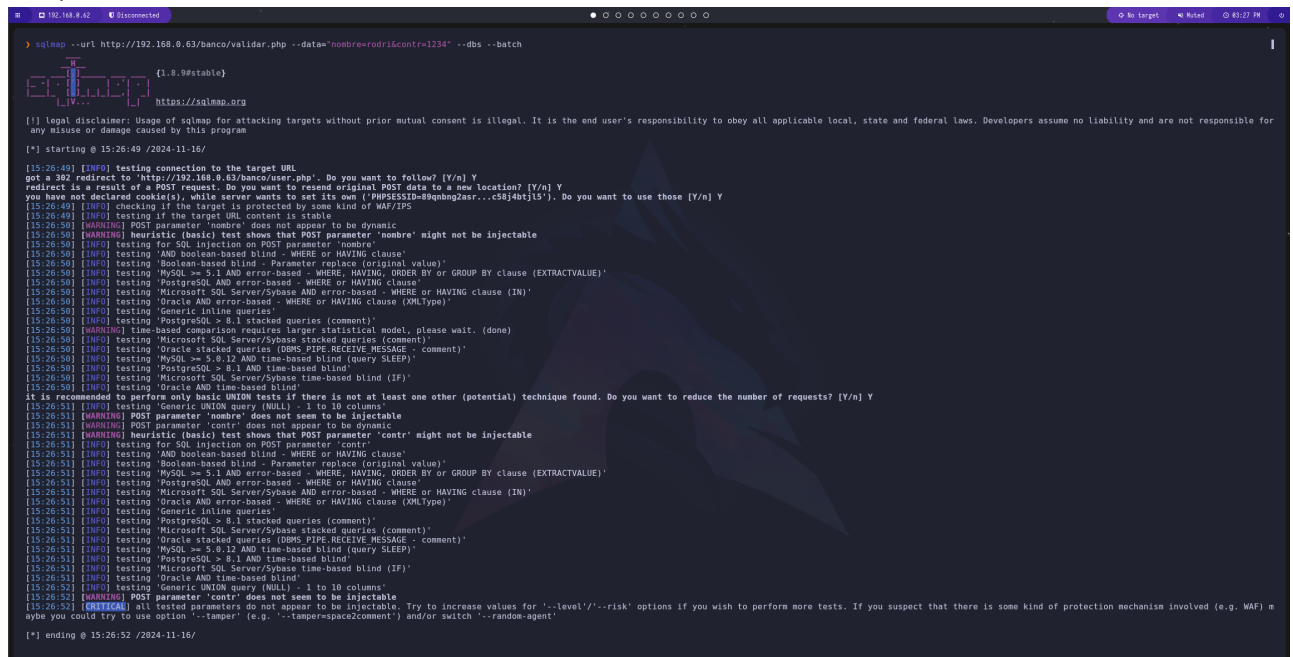 192.168.0.62 Disconnected No target Muted 03:27 PM
❯ sqlmap --url http://192.168.0.63/banco/validar.php --data="nombre=rodri&contr=1234" --dbs --batch
{1.8.9#stable}
https://sqlmap.org
[!] legal disclaimer: Usage of sqlmap for attacking targets without prior mutual consent is illegal. It is the end user's responsibility to obey all applicable local, state and federal laws. Developers assume no liability and are not responsible for
any misuse or damage caused by this program
[*] starting @ 15:26:49 /2024-11-16/
[15:26:49] [INFO] testing connection to the target URL
got a 302 redirect to 'http://192.168.0.63/banco/user.php'. Do you want to follow? [Y/n] Y
redirect is a result of a POST request. Do you want to resend original POST data to a new location? [Y/n] Y
you have not declared cookie(s), while server wants to set its own ('PHPSESSID=89qnbng2asr...c58j4btjl5'). Do you want to use those [Y/n] Y
[15:26:49] [INFO] checking if the target is protected by some kind of WAF/IPS
[15:26:49] [INFO] testing if the target URL content is stable
[15:26:50] [WARNING] POST parameter 'nombre' does not appear to be dynamic
[15:26:50] [WARNING] heuristic (basic) test shows that POST parameter 'nombre' might not be injectable
[15:26:50] [INFO] testing for SQL injection on POST parameter 'nombre'
[15:26:50] [INFO] testing 'AND boolean-based blind - WHERE or HAVING clause'
[15:26:50] [INFO] testing 'Boolean-based blind - Parameter replace (original value)'
[15:26:50] [INFO] testing 'MySQL >= 5.1 AND error-based - WHERE, HAVING, ORDER BY or GROUP BY clause (EXTRACTVALUE)'
[15:26:50] [INFO] testing 'PostgreSQL AND error-based - WHERE or HAVING clause'
[15:26:50] [INFO] testing 'Microsoft SQL Server/Sybase AND error-based - WHERE or HAVING clause (IN)'
[15:26:50] [INFO] testing 'Oracle AND error-based - WHERE or HAVING clause (XMLType)'
[15:26:50] [INFO] testing 'Generic inline queries'
[15:26:50] [INFO] testing 'PostgreSQL > 8.1 stacked queries (comment)'
[15:26:50] [WARNING] time-based comparison requires larger statistical model, please wait. (done)
[15:26:50] [INFO] testing 'Microsoft SQL Server/Sybase stacked queries (comment)'
[15:26:50] [INFO] testing 'Oracle stacked queries (DBMS_PIPE.RECEIVE_MESSAGE - comment)'
[15:26:50] [INFO] testing 'MySQL >= 5.0.12 AND time-based blind (query SLEEP)'
[15:26:50] [INFO] testing 'PostgreSQL > 8.1 AND time-based blind'
[15:26:50] [INFO] testing 'Microsoft SQL Server/Sybase time-based blind (IF)'
[15:26:50] [INFO] testing 'Oracle AND time-based blind'
it is recommended to perform only basic UNION tests if there is not at least one other (potential) technique found. Do you want to reduce the number of requests? [Y/n] Y
[15:26:51] [INFO] testing 'Generic UNION query (NULL) - 1 to 10 columns'
[15:26:51] [WARNING] POST parameter 'nombre' does not seem to be injectable
[15:26:51] [WARNING] POST parameter 'contr' does not appear to be dynamic
[15:26:51] [WARNING] heuristic (basic) test shows that POST parameter 'contr' might not be injectable
[15:26:51] [INFO] testing for SQL injection on POST parameter 'contr'
[15:26:51] [INFO] testing 'AND boolean-based blind - WHERE or HAVING clause'
[15:26:51] [INFO] testing 'Boolean-based blind - Parameter replace (original value)'
[15:26:51] [INFO] testing 'MySQL >= 5.1 AND error-based - WHERE, HAVING, ORDER BY or GROUP BY clause (EXTRACTVALUE)'
[15:26:51] [INFO] testing 'PostgreSQL AND error-based - WHERE or HAVING clause'
[15:26:51] [INFO] testing 'Microsoft SQL Server/Sybase AND error-based - WHERE or HAVING clause (IN)'
[15:26:51] [INFO] testing 'Oracle AND error-based - WHERE or HAVING clause (XMLType)'
[15:26:51] [INFO] testing 'Generic inline queries'
[15:26:51] [INFO] testing 'PostgreSQL > 8.1 stacked queries (comment)'
[15:26:51] [INFO] testing 'Microsoft SQL Server/Sybase stacked queries (comment)'
[15:26:51] [INFO] testing 'Oracle stacked queries (DBMS_PIPE.RECEIVE_MESSAGE - comment)'
[15:26:51] [INFO] testing 'MySQL >= 5.0.12 AND time-based blind (query SLEEP)'
[15:26:51] [INFO] testing 'PostgreSQL > 8.1 AND time-based blind'
[15:26:51] [INFO] testing 'Microsoft SQL Server/Sybase time-based blind (IF)'
[15:26:51] [INFO] testing 'Oracle AND time-based blind'
[15:26:52] [INFO] testing 'Generic UNION query (NULL) - 1 to 10 columns'
[15:26:52] [WARNING] POST parameter 'contr' does not seem to be injectable
[15:26:52] [CRITICAL] all tested parameters do not appear to be injectable. Try to increase values for '--level'/'--risk' options if you wish to perform more tests. If you suspect that there is some kind of protection mechanism involved (e.g. WAF) m
aybe you could try to use option '--tamper' (e.g. '--tamper=space2comment') and/or switch '--random-agent'
[*] ending @ 15:26:52 /2024-11-16/